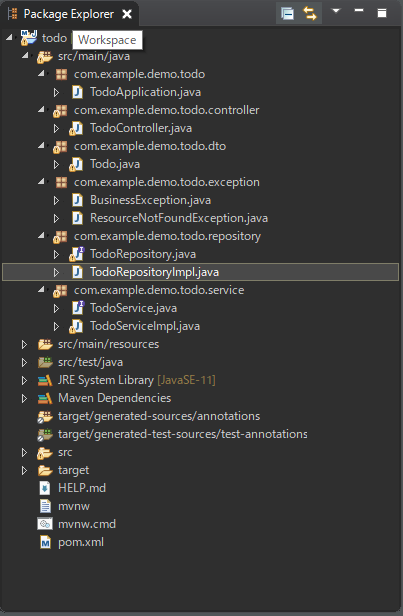 Package Explorer
todo
Workspace
src/main/java
com.example.demo.todo
TodoApplication.java
com.example.demo.todo.controller
TodoController.java
com.example.demo.todo.dto
Todo.java
com.example.demo.todo.exception
BusinessException.java
ResourceNotFoundException.java
com.example.demo.todo.repository
TodoRepository.java
TodoRepositoryImpl.java
com.example.demo.todo.service
TodoService.java
TodoServiceImpl.java
src/main/resources
src/test/java
JRE System Library [JavaSE-11]
Maven Dependencies
target/generated-sources/annotations
target/generated-test-sources/test-annotations
src
target
HELP.md
mvnw
mvnw.cmd
pom.xml